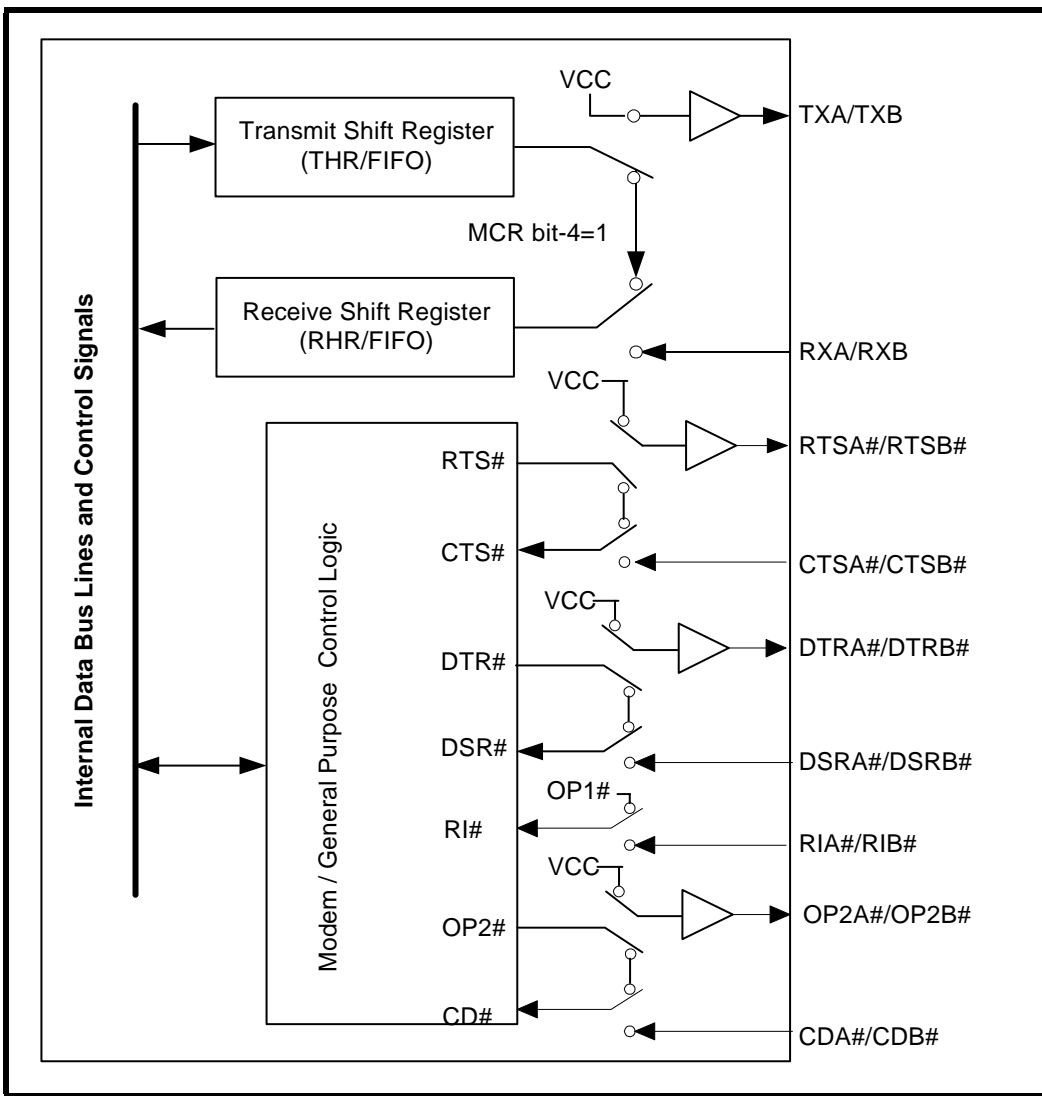 VCC
TXA/TXB
Transmit Shift Register
(THR/FIFO)
MCR bit-4=1
Receive Shift Register
(RHR/FIFO)
RXA/RXB
Internal Data Bus Lines and Control Signals
VCC
RTSA#/RTSB#
Modem / General Purpose Control Logic
RTS#
CTS#
CTSA#/CTSB#
VCC
DTRA#/DTRB#
DTR#
DSR#
DSRA#/DSRB#
OP1#
RI#
RIA#/RIB#
VCC
OP2A#/OP2B#
OP2#
CD#
CDA#/CDB#